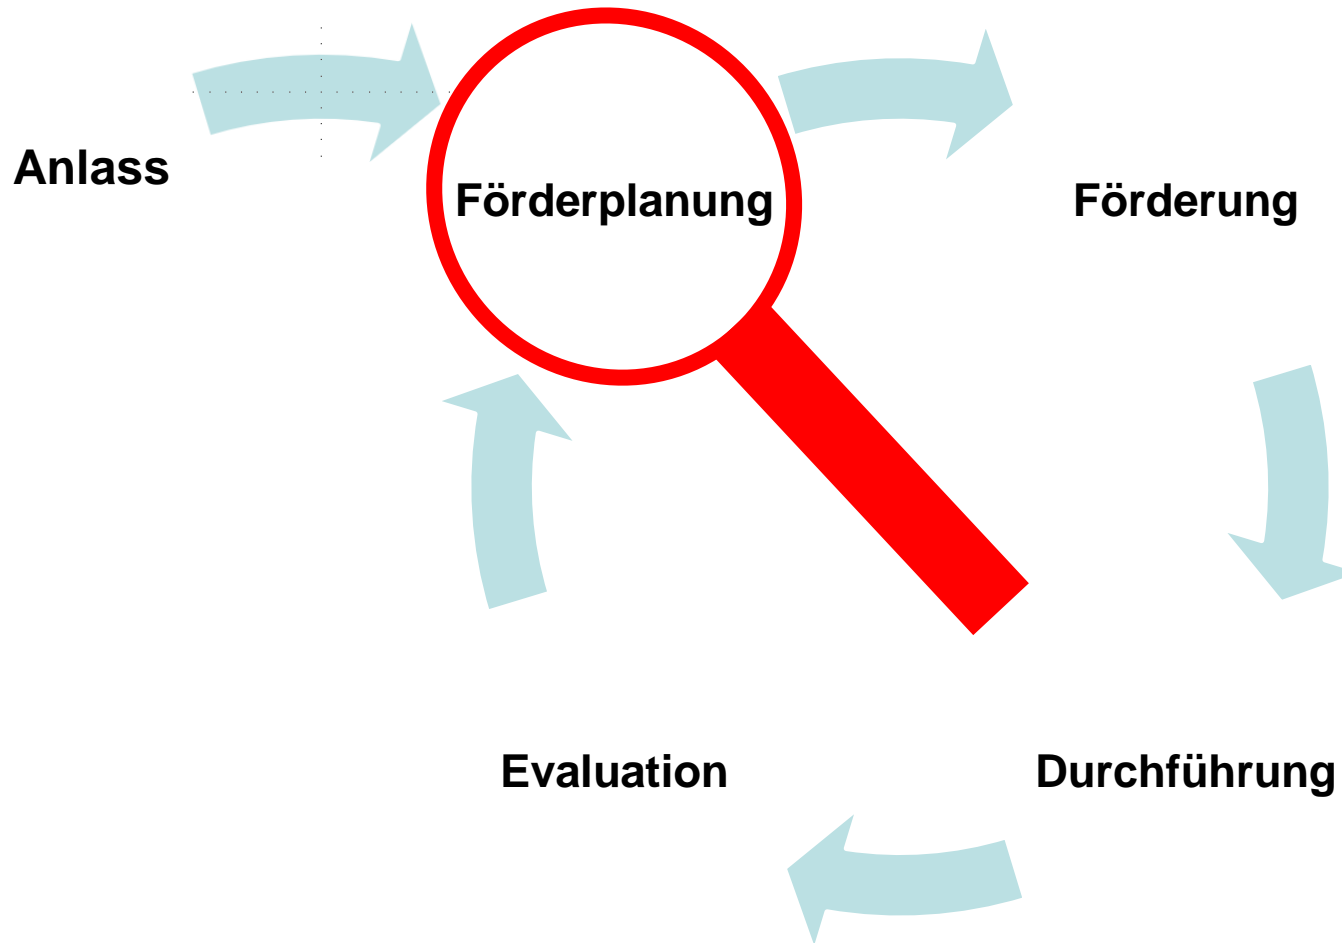 Anlass
Förderplanung
Förderung
Evaluation
Durchführung